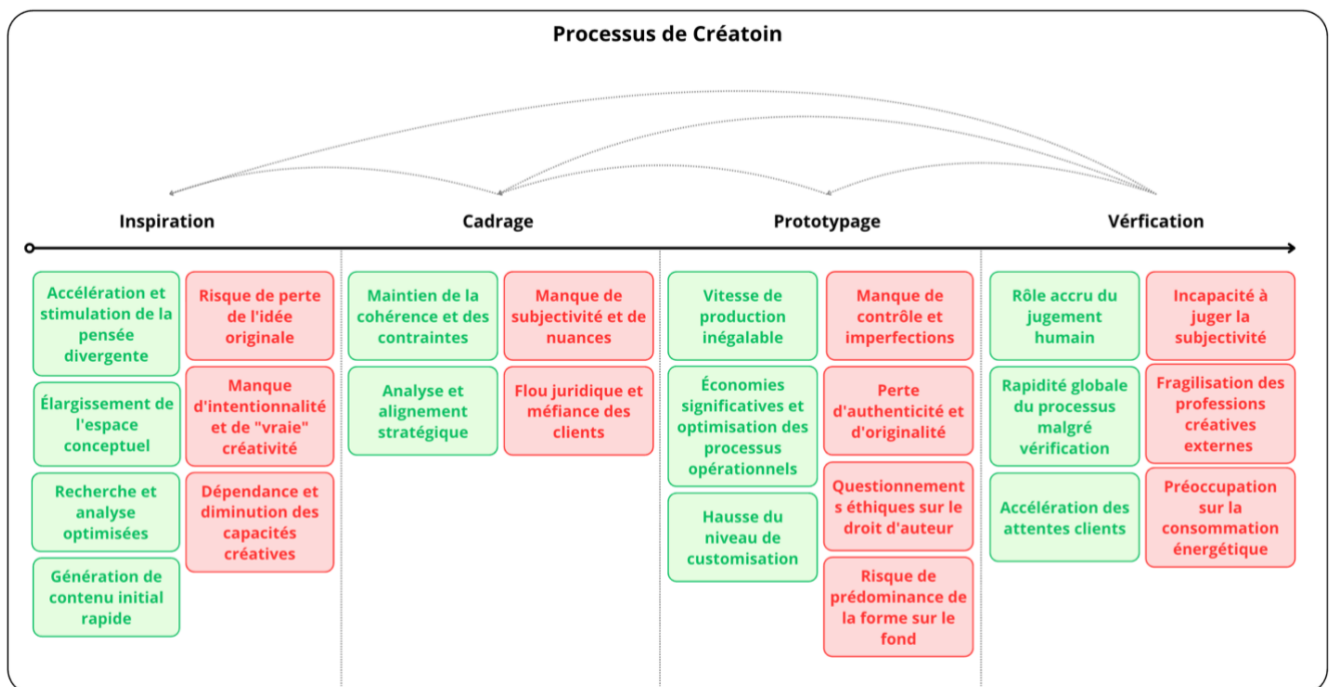 Processus de Créatoin
Inspiration
Cadrage
Prototypage
Vérfication
Accélération et
stimulation de la
pensée
divergente
Élargissement de
l'espace
conceptuel
Recherche et
analyse
optimisées
Génération de
contenu initial
rapide
Risque de perte
de l'idée
originale
Manque
d'intentionnalité
et de "vraie"
créativité
Dépendance et
diminution des
capacités
créatives
Maintien de la
cohérence et des
contraintes
Analyse et
alignement
stratégique
Manque de
subjectivité et de
nuances
Flou juridique et
méfiance des
clients
Vitesse de
production
inégalable
Économies
significatives et
optimisation des
processus
opérationnels
Hausse du
niveau de
customisation
Manque de
contrôle et
imperfections
Perte
d'authenticité et
d'originalité
Questionnement
s éthiques sur le
droit d'auteur
Risque de
prédominance de
la forme sur le
fond
Rôle accru du
jugement
humain
Rapidité globale
du processus
malgré
vérification
Accélération des
attentes clients
Incapacité à
juger la
subjectivité
Fragilisation des
professions
créatives
externes
Préoccupation
sur la
consommation
énergétique